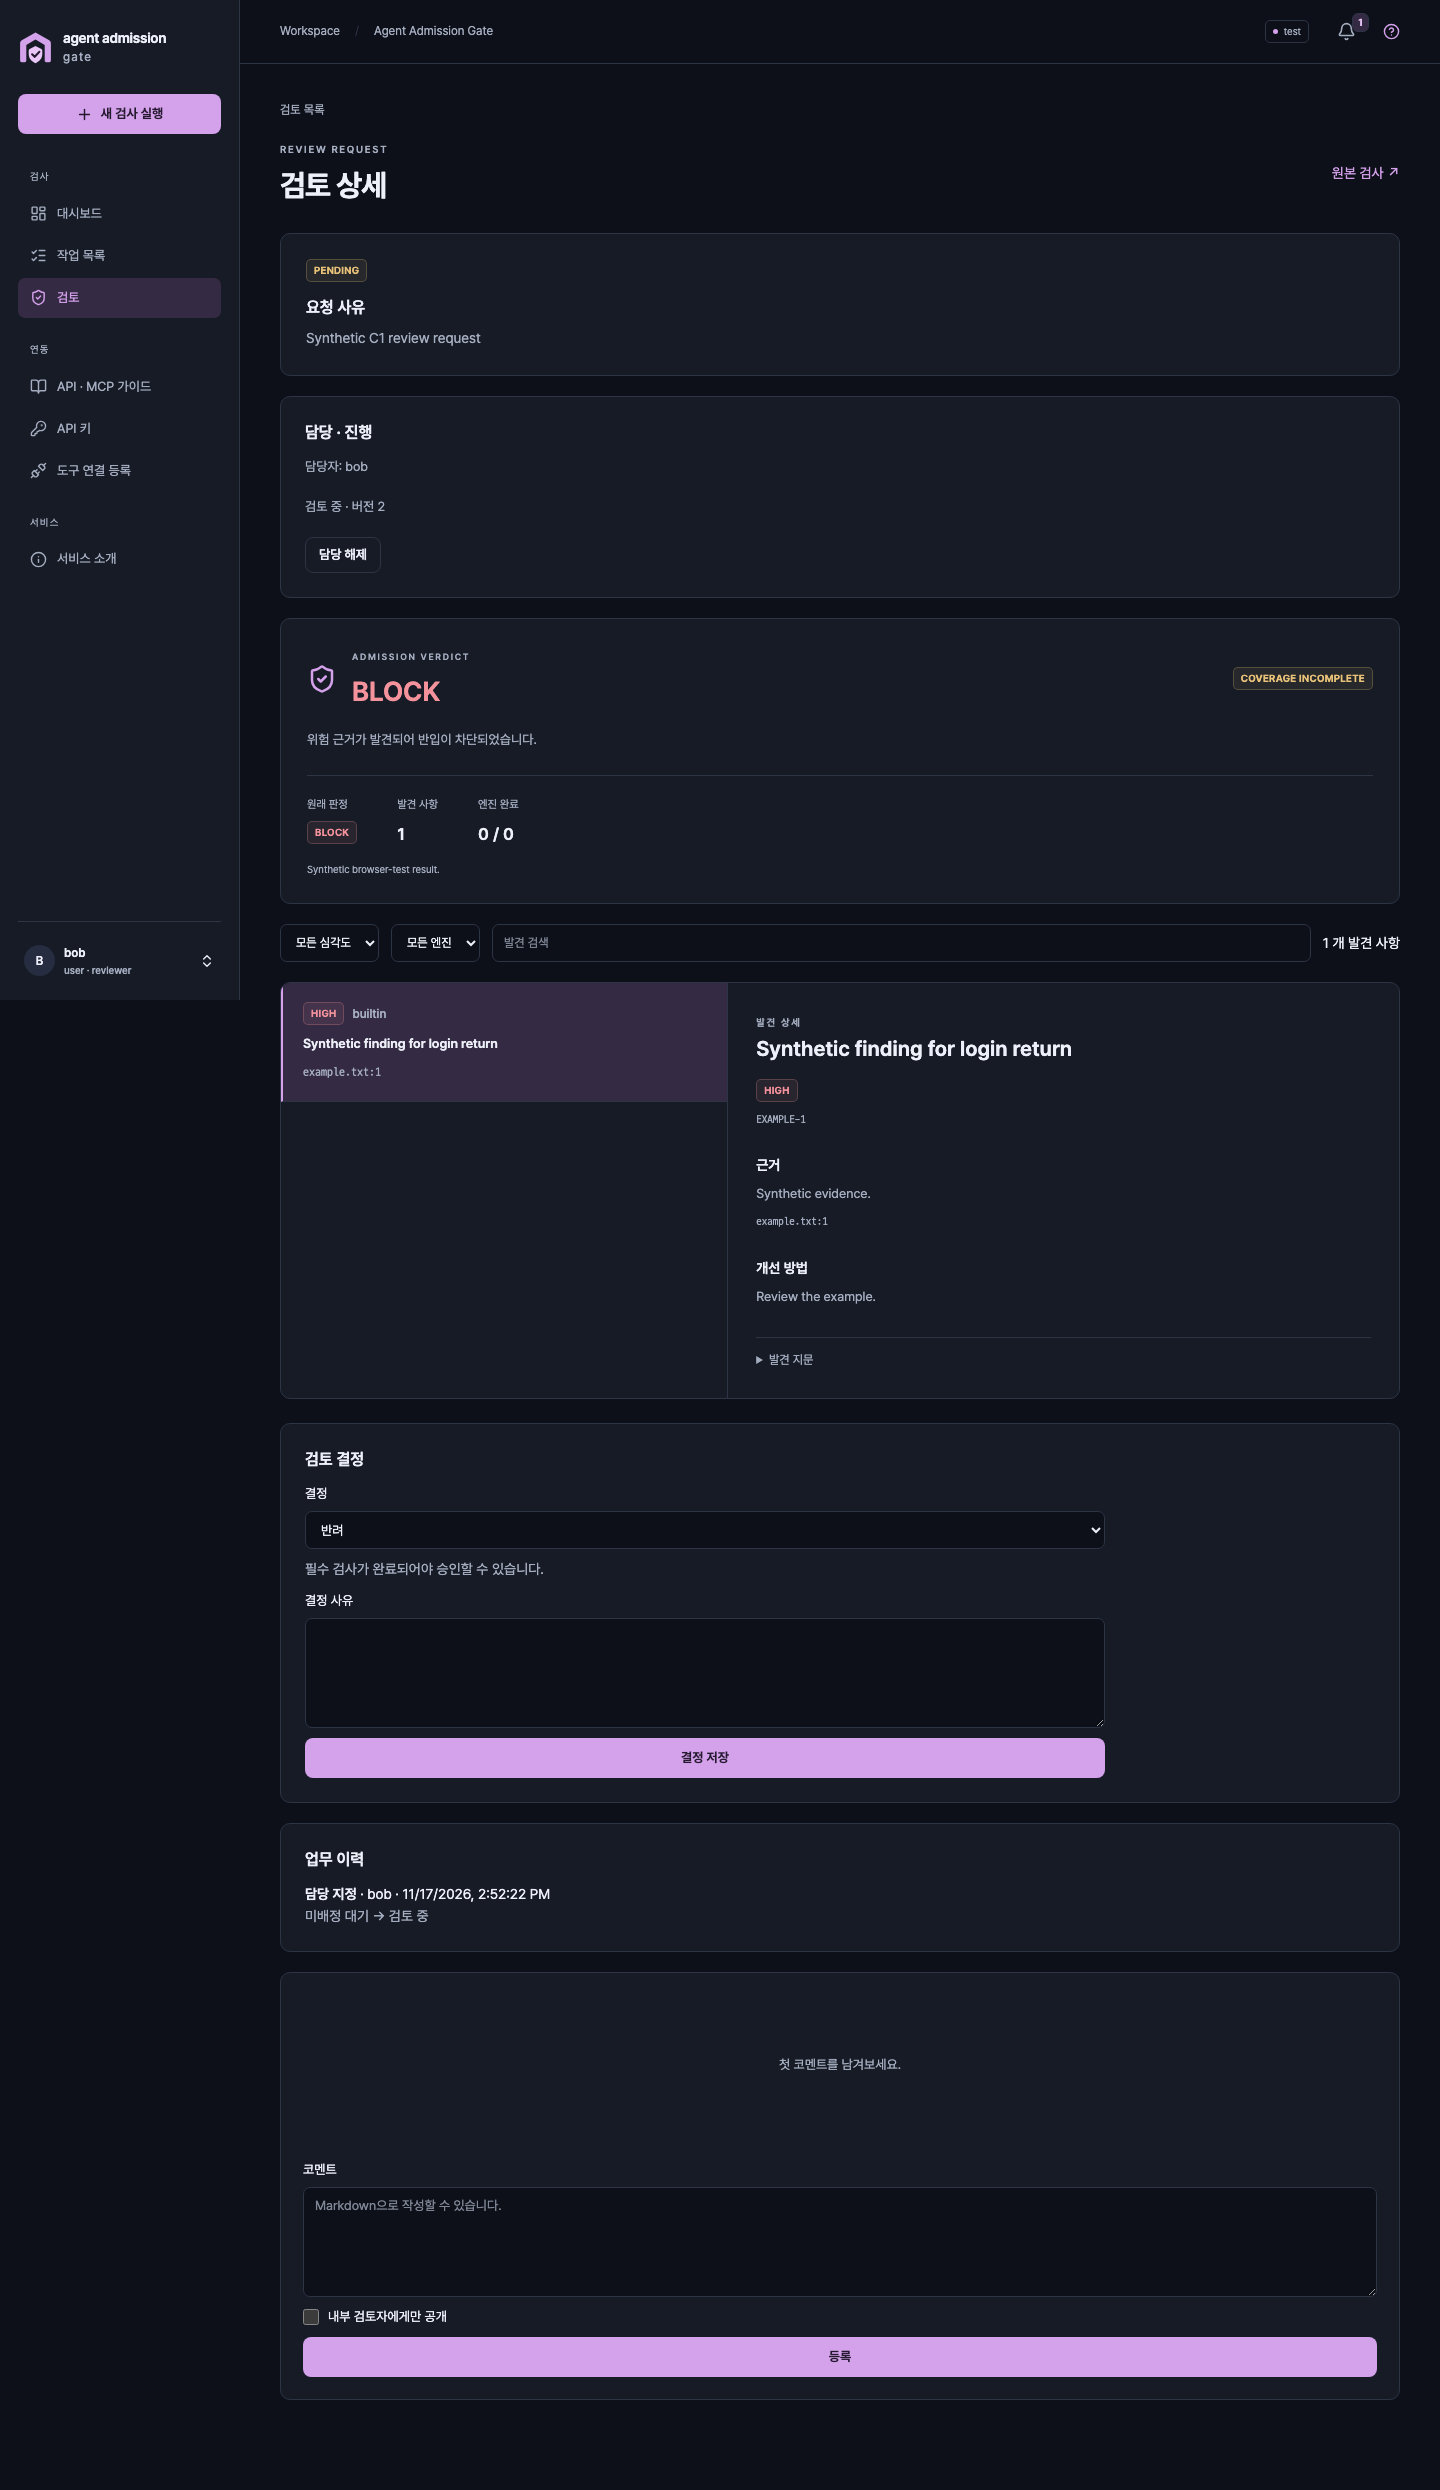 agent admission
gate
새 검사 실행
검사
대시보드
작업 목록
검토
연동
API · MCP 가이드
API 키
도구 연결 등록
서비스
서비스 소개
B
bob
user · reviewer
Workspace / Agent Admission Gate
test
1
검토 목록
REVIEW REQUEST
검토 상세
원본 검사 ↗
PENDING
요청 사유
Synthetic C1 review request
담당 · 진행
담당자: bob
검토 중 · 버전 2
담당 해제
ADMISSION VERDICT
BLOCK
COVERAGE INCOMPLETE
위험 근거가 발견되어 반입이 차단되었습니다.
원래 판정 발견 사항 엔진 완료
BLOCK 1 0 / 0
Synthetic browser-test result.
모든 심각도 모든 엔진 발견 검색 1 개 발견 사항
HIGH builtin
Synthetic finding for login return
example.txt:1
발견 상세
Synthetic finding for login return
HIGH
EXAMPLE-1
근거
Synthetic evidence.
example.txt:1
개선 방법
Review the example.
▶ 발견 지문
검토 결정
결정
반려
필수 검사가 완료되어야 승인할 수 있습니다.
결정 사유
결정 저장
업무 이력
담당 지정 · bob · 11/17/2026, 2:52:22 PM
미배정 대기 → 검토 중
첫 코멘트를 남겨보세요.
코멘트
Markdown으로 작성할 수 있습니다.
내부 검토자에게만 공개
등록